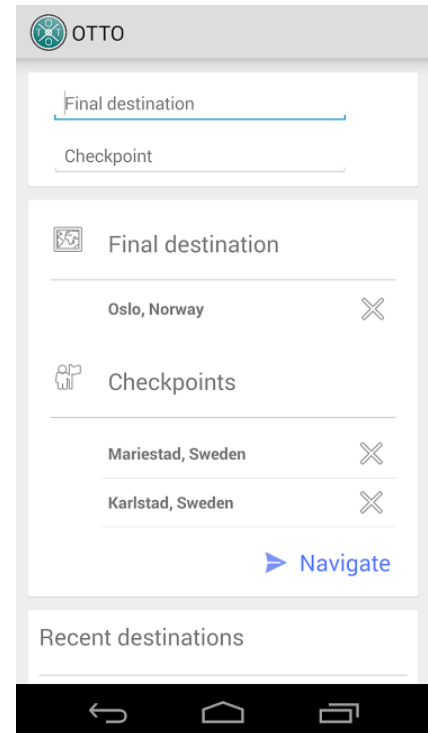 OTTO
Final destination
Checkpoint
Final destination
Oslo, Norway
Checkpoints
Mariestad, Sweden
Karlstad, Sweden
Navigate
Recent destinations